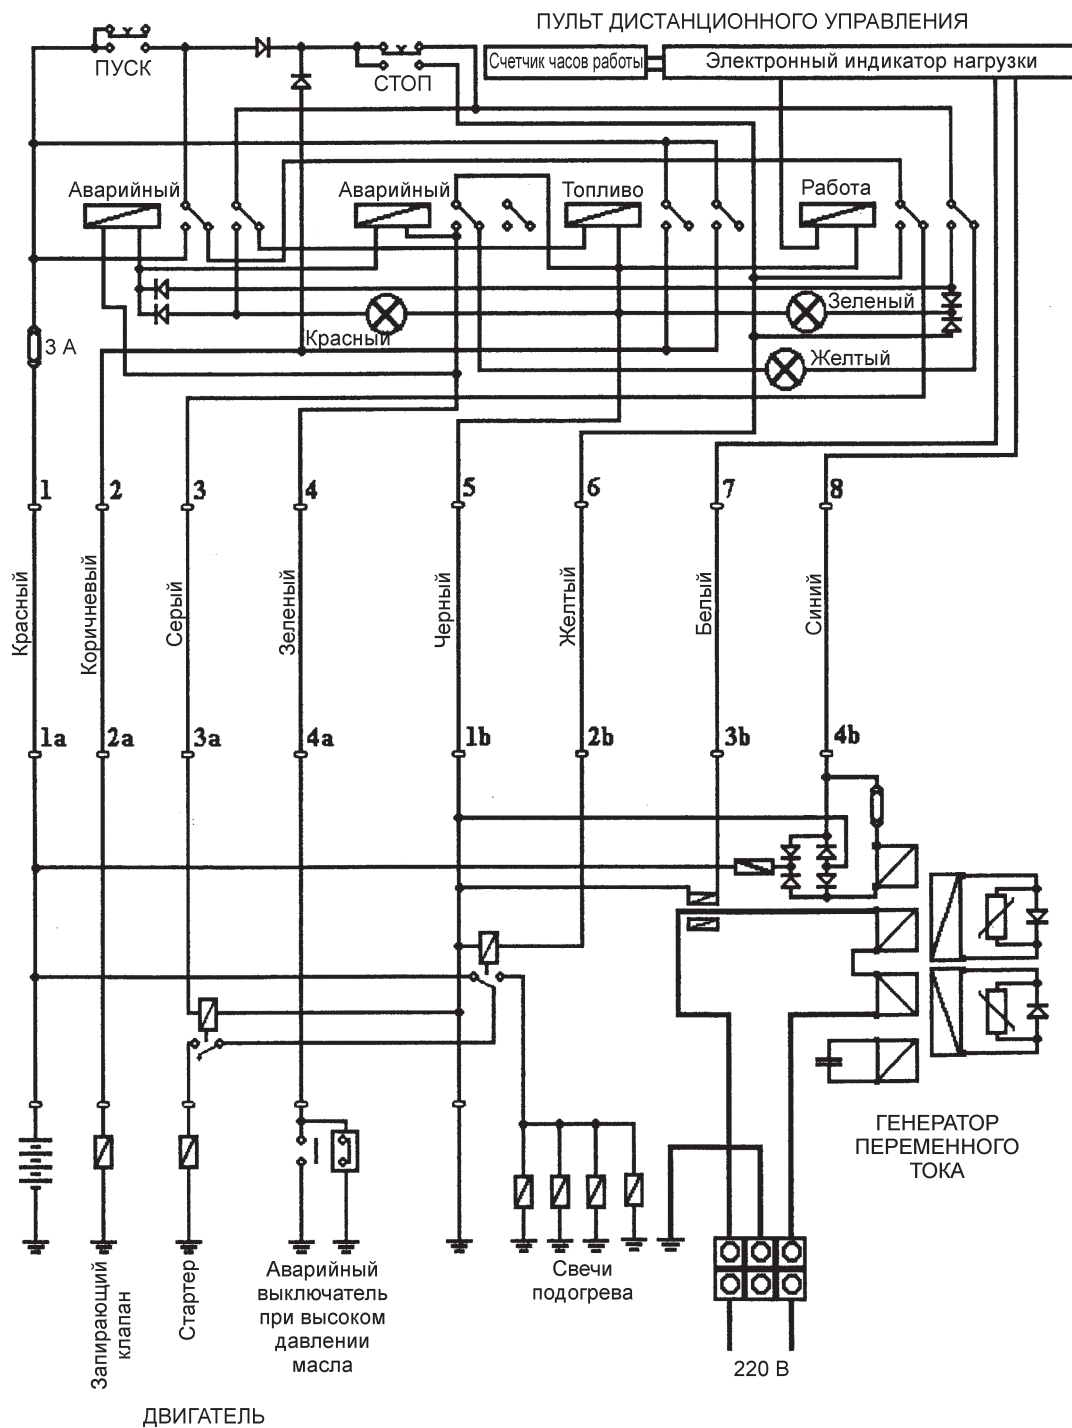 ПУЛЬТ ДИСТАНЦИОННОГО УПРАВЛЕНИЯ
ПУСК
СТОП
Счетчик часов работы
Электронный индикатор нагрузки
Аварийный
Аварийный
Топливо
Работа
Зеленый
Красный
3 А
Желтый
1
2
3
4
5
6
7
8
Красный
Коричневый
Серый
Зеленый
Черный
Желтый
Белый
Синий
1a
2a
3a
4a
1b
2b
3b
4b
ГЕНЕРАТОР
ПЕРЕМЕННОГО
ТОКА
Запирающий
клапан
Стартер
Аварийный
выключатель
при высоком
давлении
масла
Свечи
подогрева
220 В
ДВИГАТЕЛЬ